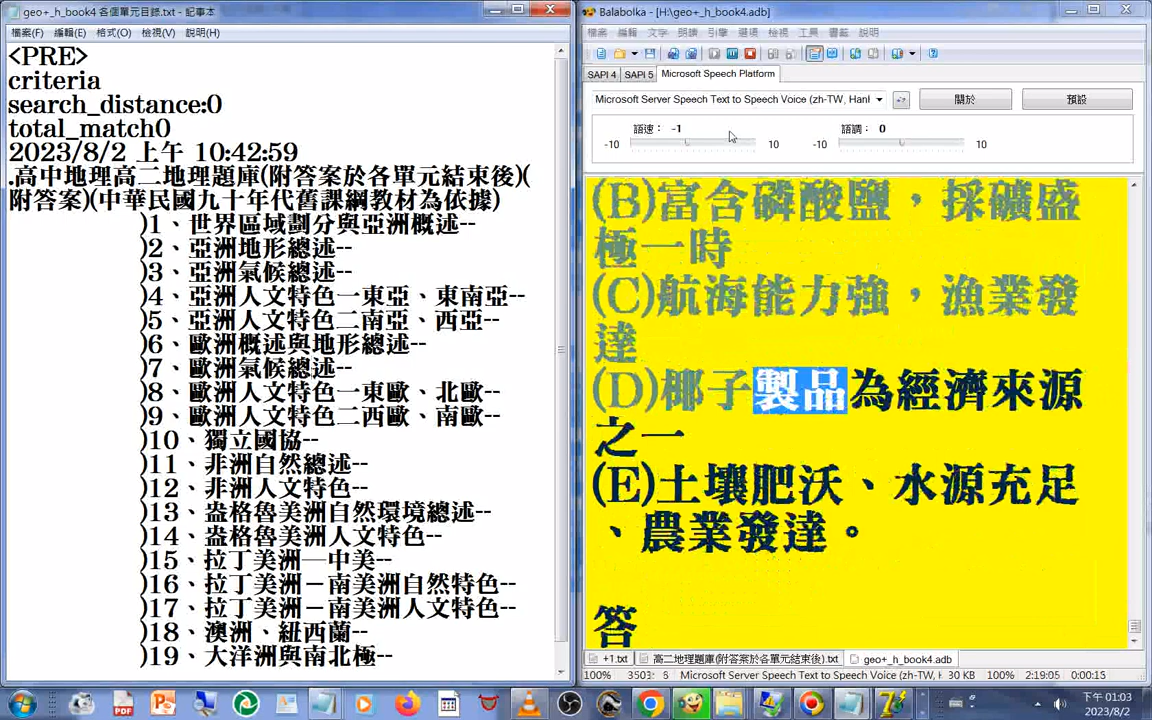 geo+_h_book4 各個單元目錄.txt - 記事本
檔案(F) 編輯(E) 格式(O) 檢視(V) 說明(H)
<PRE>
criteria
search_distance:0
total_match0
2023/8/2 上午 10:42:59
.高中地理高二地理題庫(附答案於各單元結束後)(
附答案)(中華民國九十年代舊課綱教材為依據)
)1、世界區域劃分與亞洲概述--
)2、亞洲地形總述--
)3、亞洲氣候總述--
)4、亞洲人文特色一東亞、東南亞--
)5、亞洲人文特色二南亞、西亞--
)6、歐洲概述與地形總述--
)7、歐洲氣候總述--
)8、歐洲人文特色一東歐、北歐--
)9、歐洲人文特色二西歐、南歐--
)10、獨立國協--
)11、非洲自然總述--
)12、非洲人文特色--
)13、盎格魯美洲自然環境總述--
)14、盎格魯美洲人文特色--
)15、拉丁美洲─中美--
)16、拉丁美洲－南美洲自然特色--
)17、拉丁美洲－南美洲人文特色--
)18、澳洲、紐西蘭--
)19、大洋洲與南北極--
Balabolka - [H:\geo+_h_book4.adb]
檔案 編輯 文字 朗讀 引擎 選項 檢視 工具 書籤 說明
SAPI 4 SAPI 5 Microsoft Speech Platform
Microsoft Server Speech Text to Speech Voice (zh-TW, Hanl 關於 預設
語速： -1 語調： 0
-10 10 -10 10
(B)富含磷酸鹽，採礦盛
極一時
(C)航海能力強，漁業發
達
(D)椰子製品為經濟來源
之一
(E)土壤肥沃、水源充足
、農業發達。
答
+1.txt 高二地理題庫(附答案於各單元結束後).txt geo+_h_book4.adb
100% Microsoft Server Speech Text to Speech Voice (zh-TW, H 30 KB 100% 2:19:05 0:00:15
下午 01:03
2023/8/2